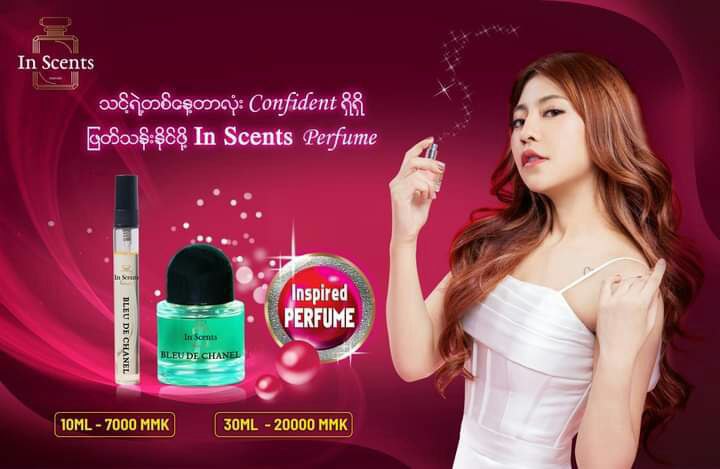 In Scents
သင့်ရဲ့တစ်နေ့တာလုံး Confident ရှိရှိ
ဖြတ်သန်းနိုင်ဖို့ In Scents Perfume
In Scents
BLEU DE CHANEL
In Scents
BLEU DE CHANEL
Inspired
PERFUME
10ML - 7000 MMK
30ML - 20000 MMK